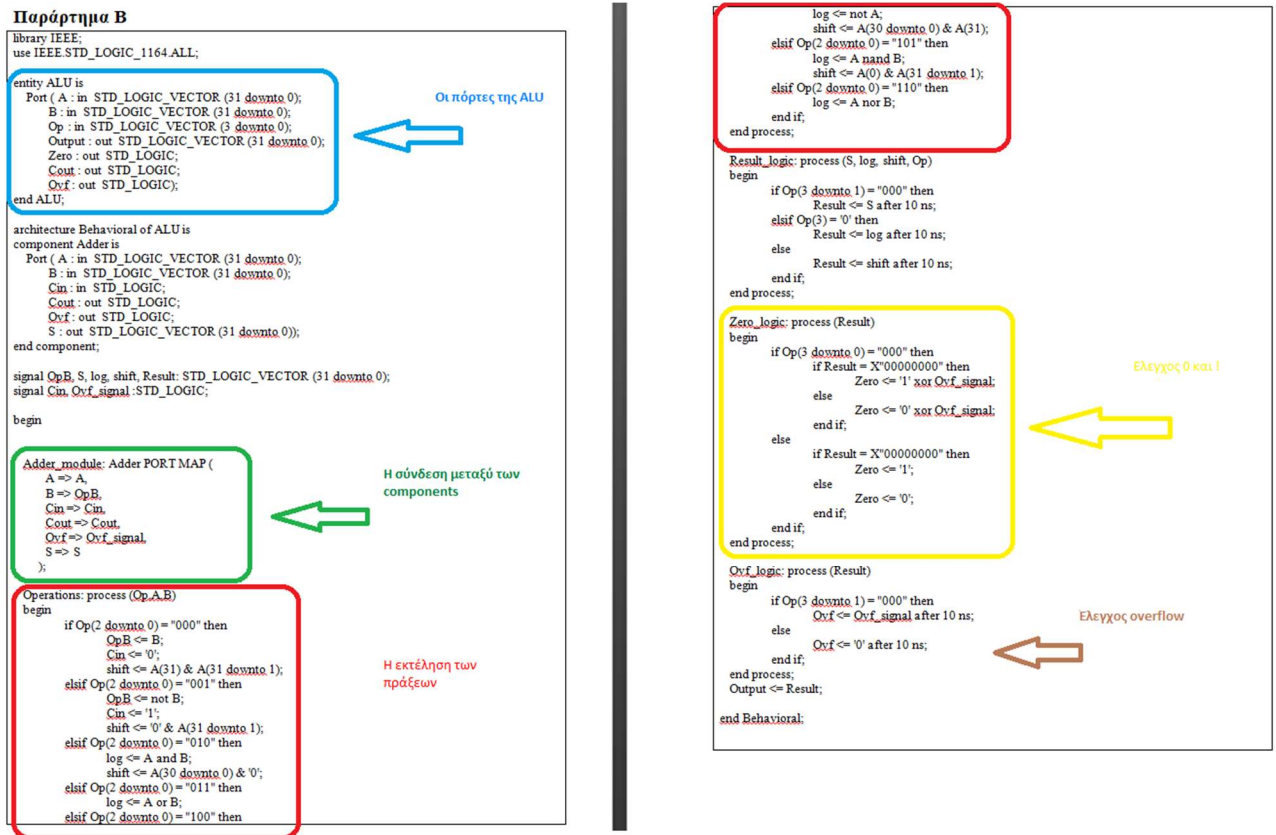 Παράρτημα Β
library IEEE;
use IEEE.STD_LOGIC_1164.ALL;
entity ALU is
Port ( A : in STD_LOGIC_VECTOR (31 downto 0);
B : in STD_LOGIC_VECTOR (31 downto 0);
Op : in STD_LOGIC_VECTOR (3 downto 0);
Output : out STD_LOGIC_VECTOR (31 downto 0);
Zero : out STD_LOGIC;
Cout : out STD_LOGIC;
Ovf : out STD_LOGIC);
end ALU;
Οι πόρτες της ALU
architecture Behavioral of ALU is
component Adder is
Port ( A : in STD_LOGIC_VECTOR (31 downto 0);
B : in STD_LOGIC_VECTOR (31 downto 0);
Cin : in STD_LOGIC;
Cout : out STD_LOGIC;
Ovf : out STD_LOGIC;
S : out STD_LOGIC_VECTOR (31 downto 0));
end component;
signal OpB, S, log, shift, Result: STD_LOGIC_VECTOR (31 downto 0);
signal Cin, Ovf_signal :STD_LOGIC;
begin
Adder_module: Adder PORT MAP (
A => A,
B => OpB,
Cin => Cin,
Cout => Cout,
Ovf => Ovf_signal,
S => S
);
Η σύνδεση μεταξύ των
components
Operations: process (Op,A,B)
begin
if Op(2 downto 0) = "000" then
OpB <= B;
Cin <= '0';
shift <= A(31) & A(31 downto 1);
elsif Op(2 downto 0) = "001" then
OpB <= not B;
Cin <= '1';
shift <= '0' & A(31 downto 1);
elsif Op(2 downto 0) = "010" then
log <= A and B;
shift <= A(30 downto 0) & '0';
elsif Op(2 downto 0) = "011" then
log <= A or B;
elsif Op(2 downto 0) = "100" then
Η εκτέληση των
πράξεων
log <= not A;
shift <= A(30 downto 0) & A(31);
elsif Op(2 downto 0) = "101" then
log <= A nand B;
shift <= A(0) & A(31 downto 1);
elsif Op(2 downto 0) = "110" then
log <= A nor B;
end if;
end process;
Result_logic: process (S, log, shift, Op)
begin
if Op(3 downto 1) = "000" then
Result <= S after 10 ns;
elsif Op(3) = '0' then
Result <= log after 10 ns;
else
Result <= shift after 10 ns;
end if;
end process;
Zero_logic: process (Result)
begin
if Op(3 downto 0) = "000" then
if Result = X"00000000" then
Zero <= '1' xor Ovf_signal;
else
Zero <= '0' xor Ovf_signal;
end if;
else
if Result = X"00000000" then
Zero <= '1';
else
Zero <= '0';
end if;
end if;
end process;
Ελεγχος 0 και !
Ovf_logic: process (Result)
begin
if Op(3 downto 1) = "000" then
Ovf <= Ovf_signal after 10 ns;
else
Ovf <= '0' after 10 ns;
end if;
end process;
Output <= Result;
Ελεγχος overflow
end Behavioral;